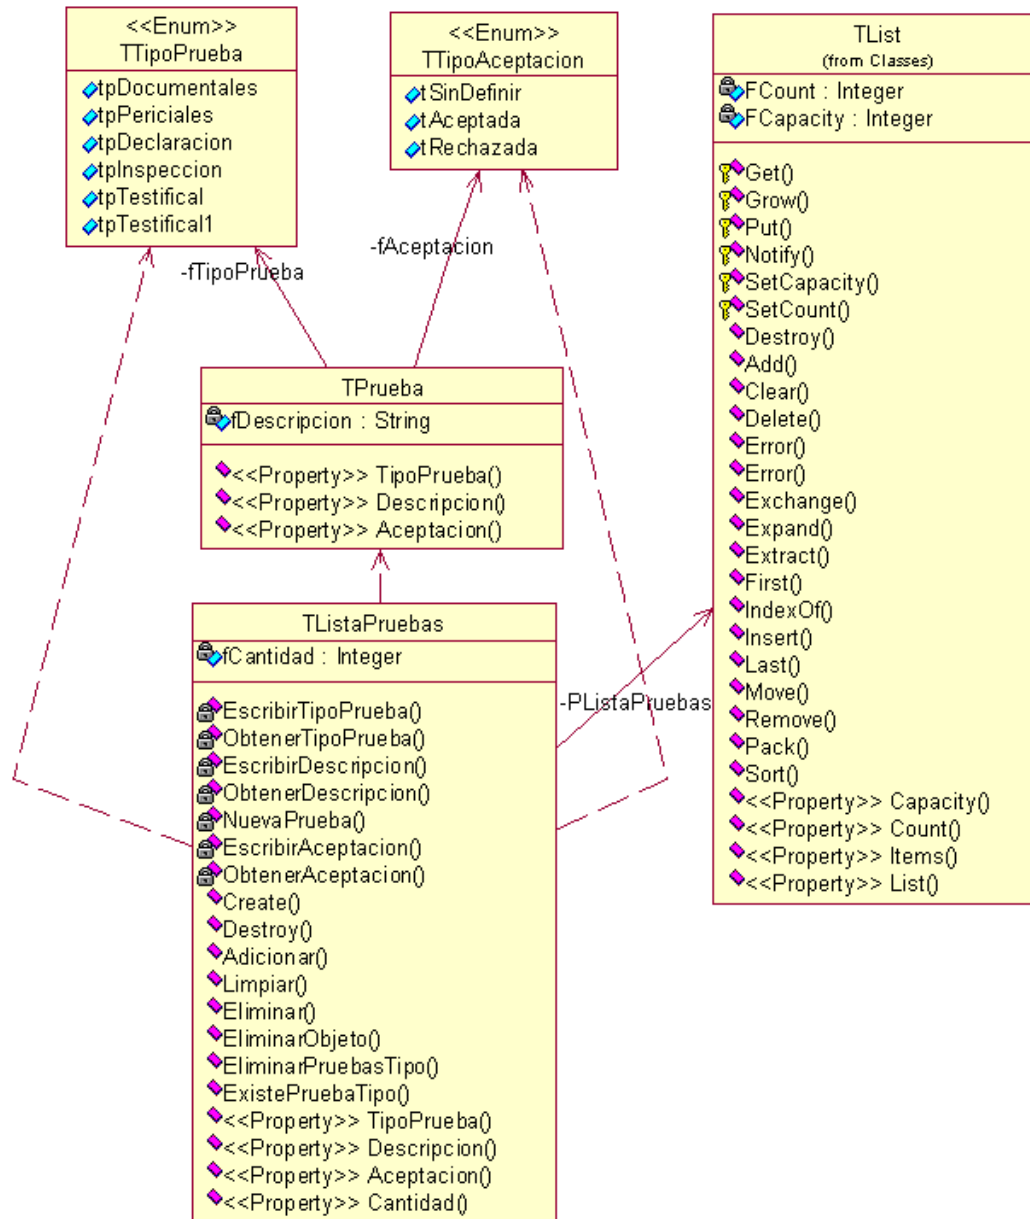 <<Enum>>
TTipoPrueba
tpDocumentales
tpPericiales
tpDeclaracion
tpInspeccion
tpTestifical
tpTestifical1
<<Enum>>
TTipoAceptacion
tSinDefinir
tAceptada
tRechazada
TList
(from Classes)
FCount : Integer
FCapacity : Integer
Get()
Grow()
Put()
Notify()
SetCapacity()
SetCount()
Destroy()
Add()
Clear()
Delete()
Error()
Error()
Exchange()
Expand()
Extract()
First()
IndexOf()
Insert()
Last()
Move()
Remove()
Pack()
Sort()
<<Property>> Capacity()
<<Property>> Count()
<<Property>> Items()
<<Property>> List()
-fTipoPrueba
-fAceptacion
TPrueba
fDescripcion : String
<<Property>> TipoPrueba()
<<Property>> Descripcion()
<<Property>> Aceptacion()
-PListaPruebas
TListaPruebas
fCantidad : Integer
EscribirTipoPrueba()
ObtenerTipoPrueba()
EscribirDescripcion()
ObtenerDescripcion()
NuevaPrueba()
EscribirAceptacion()
ObtenerAceptacion()
Create()
Destroy()
Adicionar()
Limpiar()
Eliminar()
EliminarObjeto()
EliminarPruebasTipo()
ExistePruebaTipo()
<<Property>> TipoPrueba()
<<Property>> Descripcion()
<<Property>> Aceptacion()
<<Property>> Cantidad()